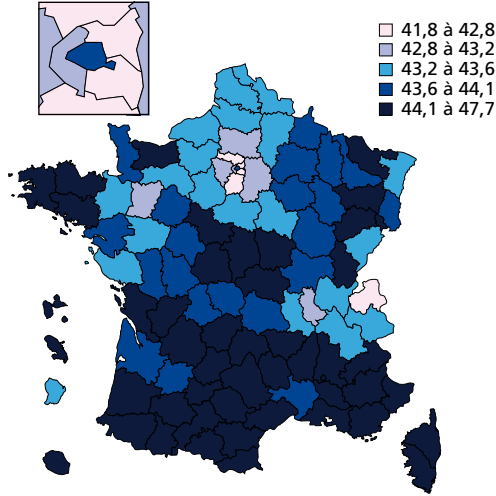 41,8 à 42,8
42,8 à 43,2
43,2 à 43,6
43,6 à 44,1
44,1 à 47,7